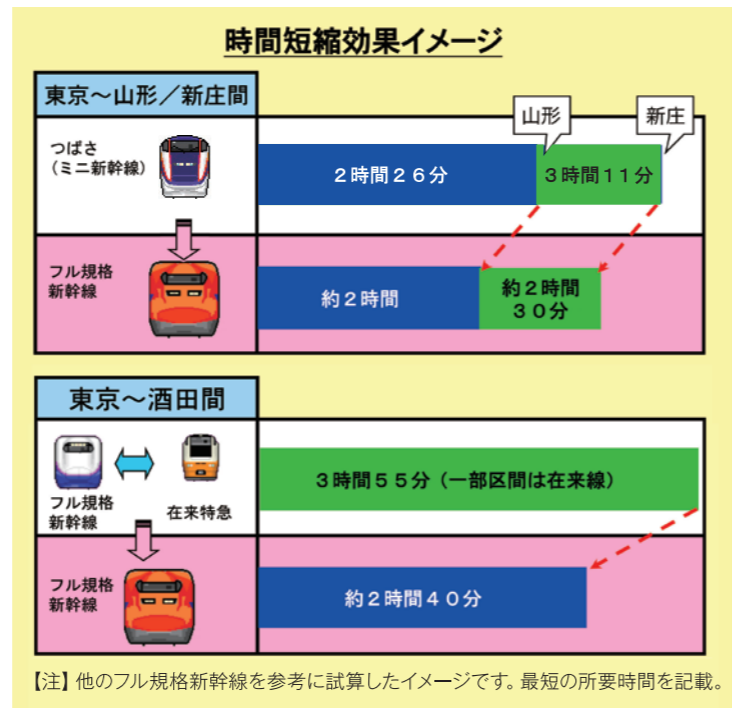 時間短縮効果イメージ
東京～山形／新庄間
山形
新庄
つばさ
（ミニ新幹線）
２時間２６分
３時間１１分
フル規格
新幹線
約２時間
約２時間
３０分
東京～酒田間
フル規格
新幹線
在来特急
３時間５５分（一部区間は在来線）
フル規格
新幹線
約２時間４０分
【注】他のフル規格新幹線を参考に試算したイメージです。最短の所要時間を記載。